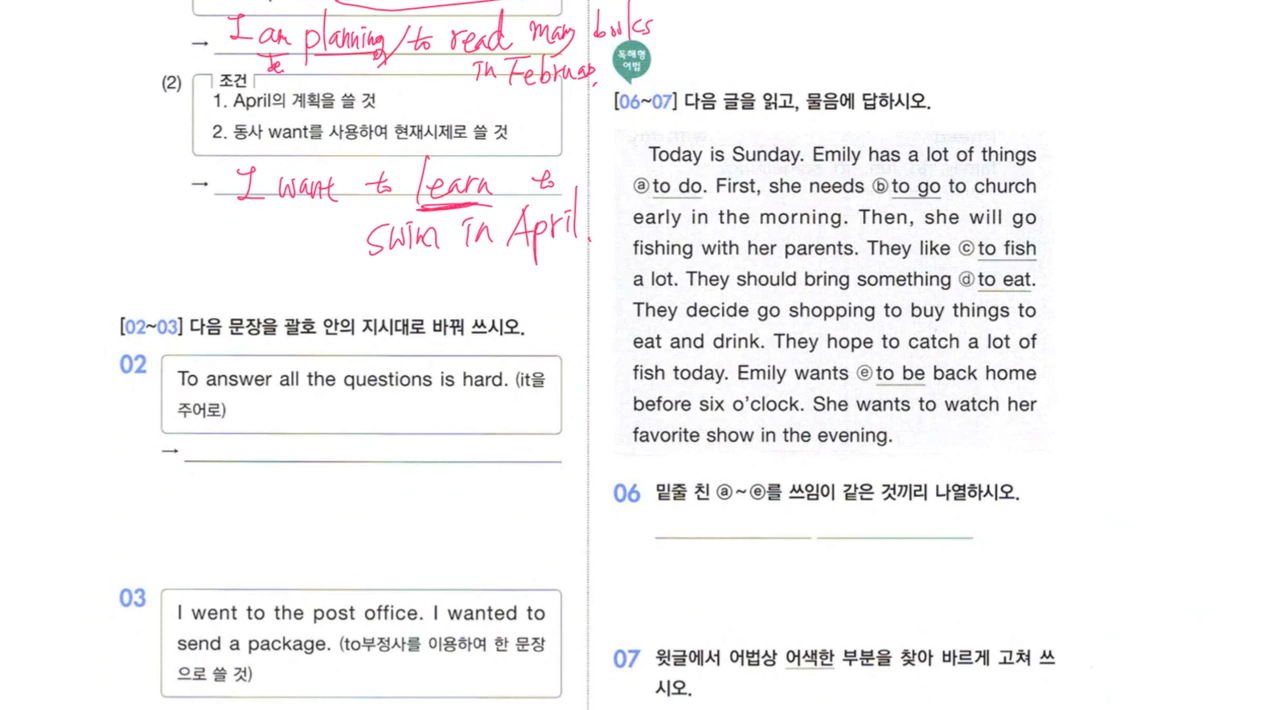 → I am planning to read many books
be
in February.
(2) 조건
1. April의 계획을 쓸 것
2. 동사 want를 사용하여 현재시제로 쓸 것
→ I want to learn to
swim in April.
[02~03] 다음 문장을 괄호 안의 지시대로 바꿔 쓰시오.
02 To answer all the questions is hard. (it을
주어로)
→
03 I went to the post office. I wanted to
send a package. (to부정사를 이용하여 한 문장
으로 쓸 것)
독해형
어법
[06~07] 다음 글을 읽고, 물음에 답하시오.
Today is Sunday. Emily has a lot of things
ⓐto do. First, she needs ⓑto go to church
early in the morning. Then, she will go
fishing with her parents. They like ⓒto fish
a lot. They should bring something ⓓto eat.
They decide go shopping to buy things to
eat and drink. They hope to catch a lot of
fish today. Emily wants ⓔto be back home
before six o'clock. She wants to watch her
favorite show in the evening.
06 밑줄 친 ⓐ~ⓔ를 쓰임이 같은 것끼리 나열하시오.
07 윗글에서 어법상 어색한 부분을 찾아 바르게 고쳐 쓰
시오.